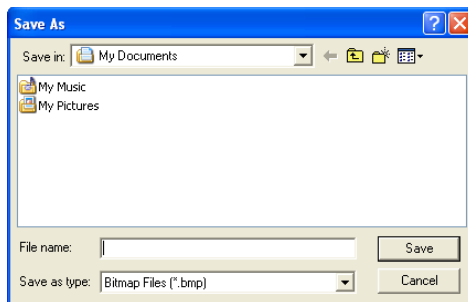 Save As
Save in: My Documents
My Music
My Pictures
File name: Save
Save as type: Bitmap Files (*.bmp) Cancel